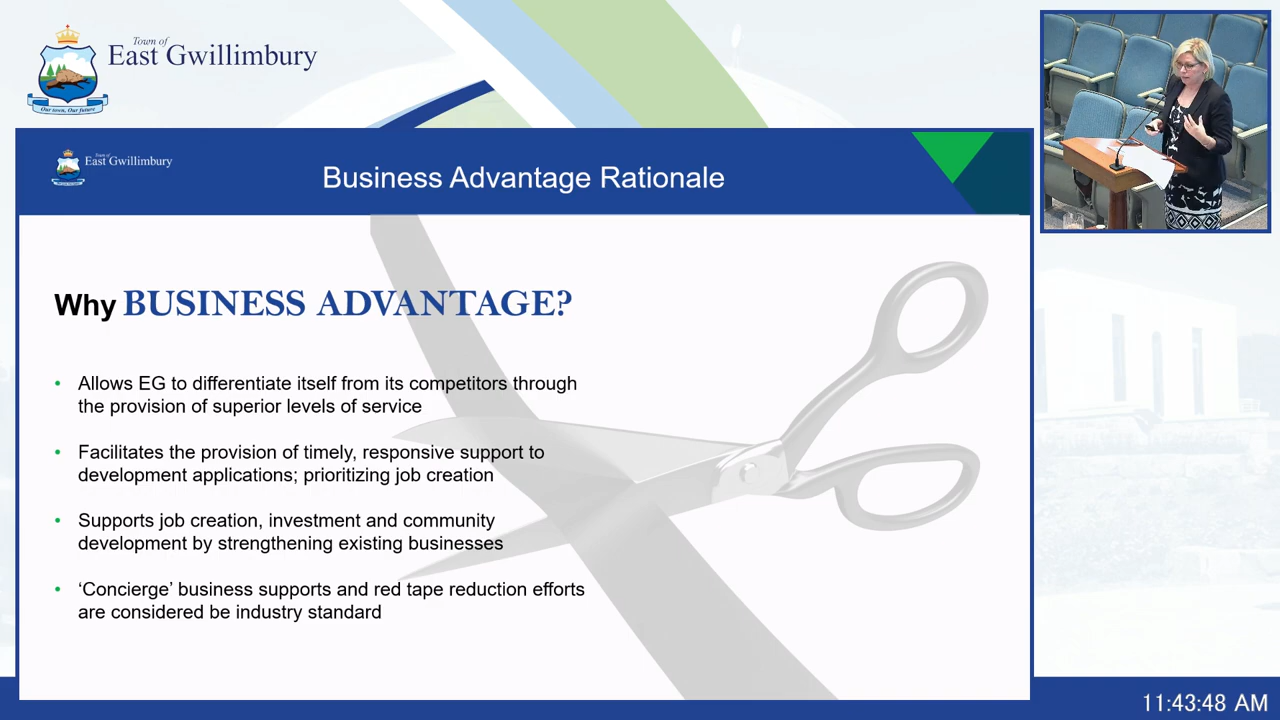 Town of
East Gwillimbury
Our town, Our future
Town of
East Gwillimbury
Business Advantage Rationale
Why BUSINESS ADVANTAGE?
• Allows EG to differentiate itself from its competitors through
the provision of superior levels of service
• Facilitates the provision of timely, responsive support to
development applications; prioritizing job creation
• Supports job creation, investment and community
development by strengthening existing businesses
• ‘Concierge’ business supports and red tape reduction efforts
are considered be industry standard
11:43:48 AM